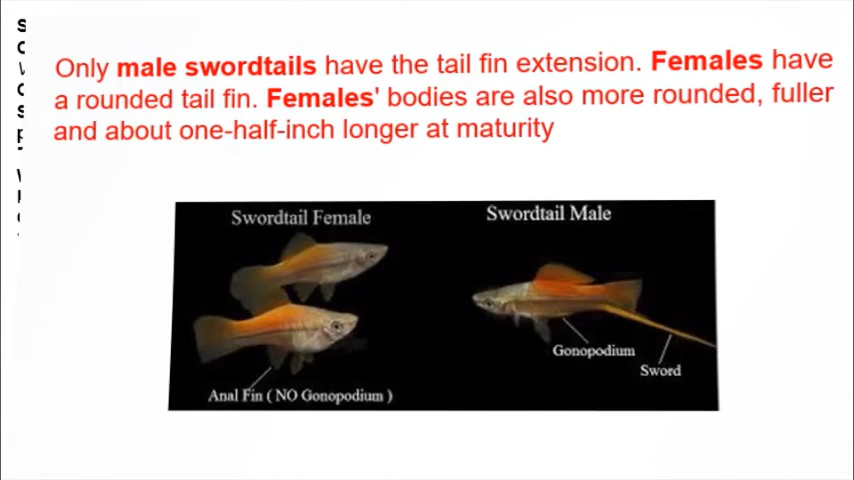 Only male swordtails have the tail fin extension. Females have
a rounded tail fin. Females' bodies are also more rounded, fuller
and about one-half-inch longer at maturity
Swordtail Female
Swordtail Male
Gonopodium
Sword
Anal Fin ( NO Gonopodium )